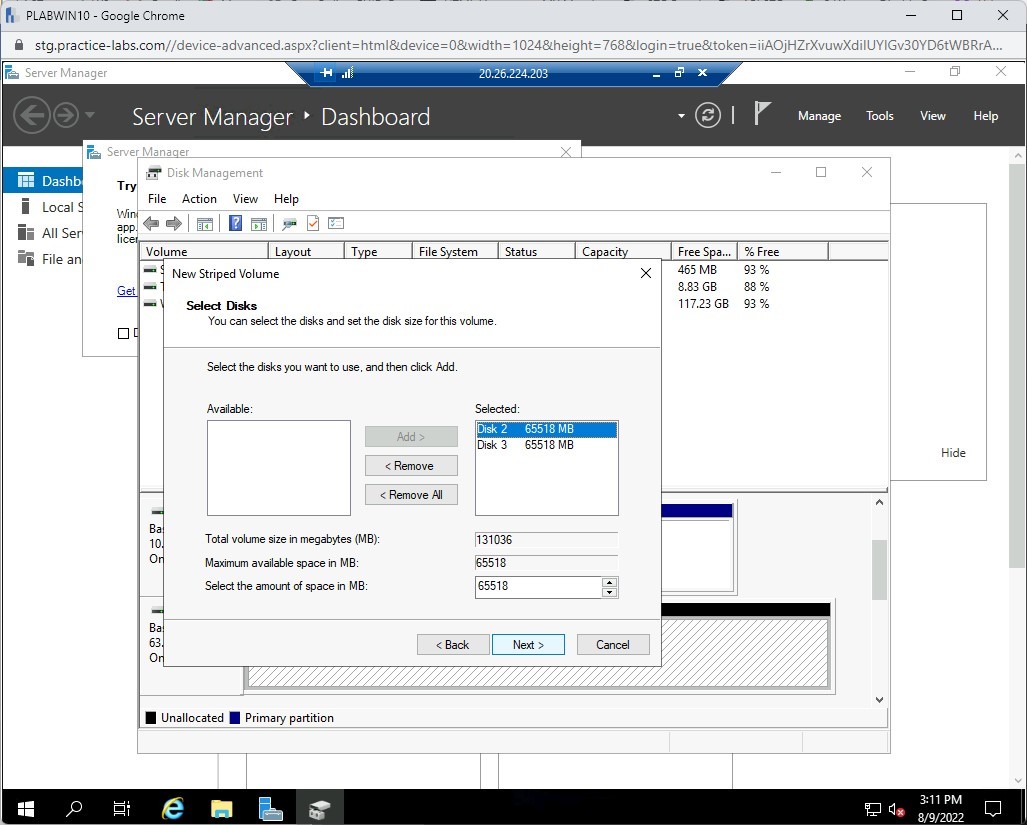 PLABWIN10 - Google Chrome
stg.practice-labs.com//device-advanced.aspx?client=html&device=0&width=1024&height=768&login=true&token=iiAOjHZrXvuwXdiIUYIGv30YD6tWBRrA...
Server Manager
20.26.224.203
Server Manager ‣ Dashboard
Manage Tools View Help
Server Manager
Dashb
Local S
All Ser
File an
Try
Win
app.
licen
Get
Disk Management
File Action View Help
Volume Layout Type File System Status Capacity Free Spa... % Free
465 MB 93 %
8.83 GB 88 %
117.23 GB 93 %
New Striped Volume
Select Disks
You can select the disks and set the disk size for this volume.
Select the disks you want to use, and then click Add.
Available:
Selected:
Add >
< Remove
< Remove All
Disk 2 65518 MB
Disk 3 65518 MB
Total volume size in megabytes (MB): 131036
Maximum available space in MB: 65518
Select the amount of space in MB: 65518
< Back Next > Cancel
Hide
Ba
10.
On
Ba
63.
On
Unallocated Primary partition
3:11 PM
8/9/2022